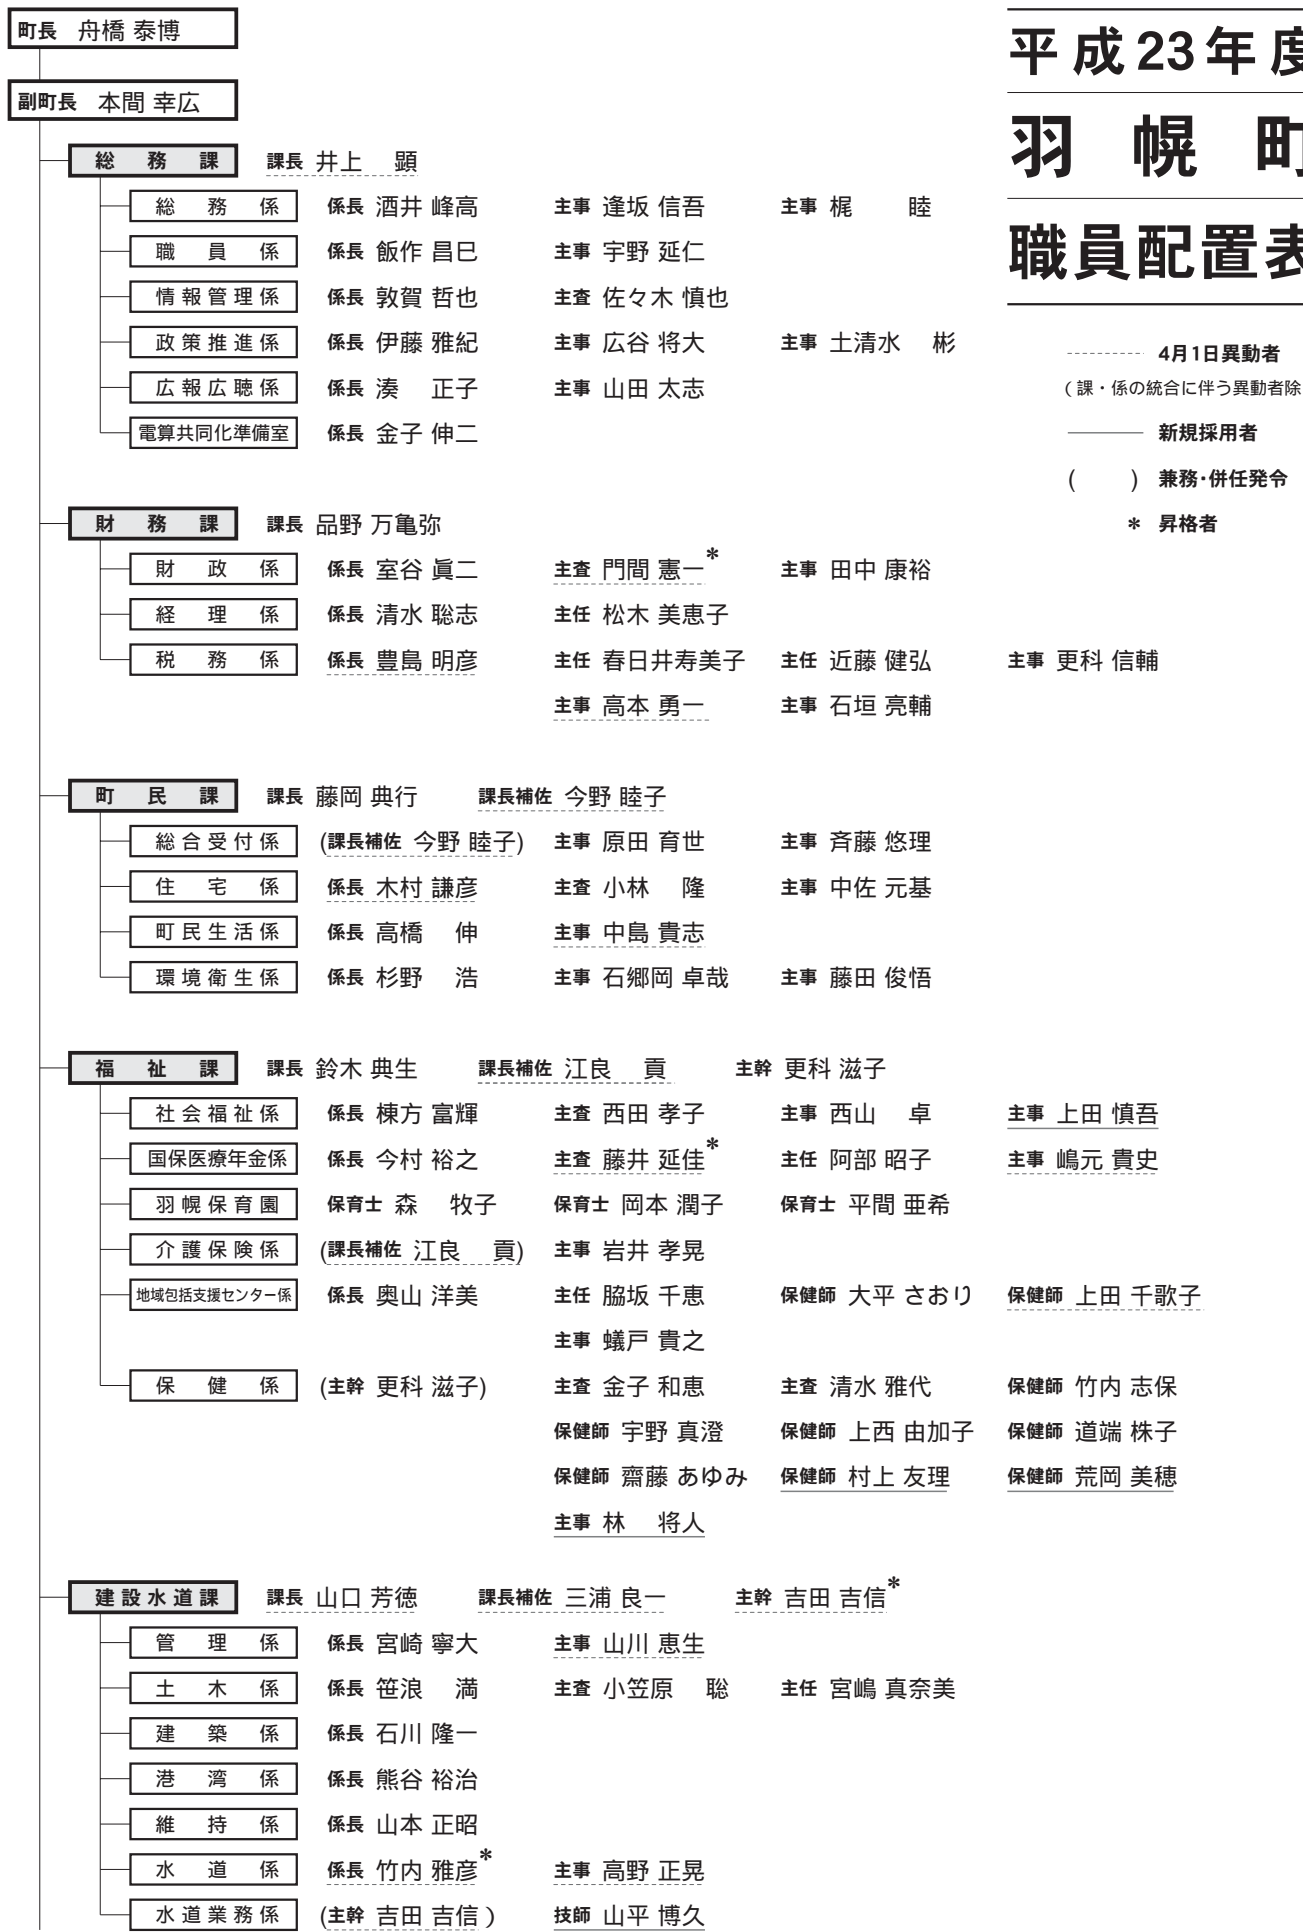 町長 舟橋 泰博
副町長 本間 幸広
平成23年度
羽幌町
職員配置表
4月1日異動者
(課・係の統合に伴う異動者除
新規採用者
( ) 兼務・併任発令
* 昇格者
総務課 課長 井上 顕
総務係 係長 酒井 峰高 主事 逢坂 信吾 主事 梶 睦
職員係 係長 飯作 昌巳 主事 宇野 延仁
情報管理係 係長 敦賀 哲也 主査 佐々木 慎也
政策推進係 係長 伊藤 雅紀 主事 広谷 将大 主事 土清水 彬
広報広聴係 係長 湊 正子 主事 山田 太志
電算共同化準備室 係長 金子 伸二
財務課 課長 品野 万亀弥
財政係 係長 室谷 眞二 主査 門間 憲一* 主事 田中 康裕
経理係 係長 清水 聡志 主任 松木 美恵子
税務係 係長 豊島 明彦 主任 春日井寿美子 主任 近藤 健弘 主事 更科 信輔
主事 高本 勇一 主事 石垣 亮輔
町民課 課長 藤岡 典行 課長補佐 今野 睦子
総合受付係 (課長補佐 今野 睦子) 主事 原田 育世 主事 斉藤 悠理
住宅係 係長 木村 謙彦 主査 小林 隆 主事 中佐 元基
町民生活係 係長 高橋 伸 主事 中島 貴志
環境衛生係 係長 杉野 浩 主事 石郷岡 卓哉 主事 藤田 俊悟
福祉課 課長 鈴木 典生 課長補佐 江良 貢 主幹 更科 滋子
社会福祉係 係長 棟方 富輝 主査 西田 孝子 主事 西山 卓 主事 上田 慎吾
国保医療年金係 係長 今村 裕之 主査 藤井 延佳* 主任 阿部 昭子 主事 嶋元 貴史
羽幌保育園 保育士 森 牧子 保育士 岡本 潤子 保育士 平間 亜希
介護保険係 (課長補佐 江良 貢) 主事 岩井 孝晃
地域包括支援センター係 係長 奥山 洋美 主任 脇坂 千恵 保健師 大平 さおり 保健師 上田 千歌子
主事 蟻戸 貴之
保健係 (主幹 更科 滋子) 主査 金子 和恵 主査 清水 雅代 保健師 竹内 志保
保健師 宇野 真澄 保健師 上西 由加子 保健師 道端 株子
保健師 齋藤 あゆみ 保健師 村上 友理 保健師 荒岡 美穂
主事 林 将人
建設水道課 課長 山口 芳徳 課長補佐 三浦 良一 主幹 吉田 吉信*
管理係 係長 宮崎 寧大 主事 山川 恵生
土木係 係長 笹浪 満 主査 小笠原 聡 主任 宮嶋 真奈美
建築係 係長 石川 隆一
港湾係 係長 熊谷 裕治
維持係 係長 山本 正昭
水道係 係長 竹内 雅彦* 主事 高野 正晃
水道業務係 (主幹 吉田 吉信) 技師 山平 博久